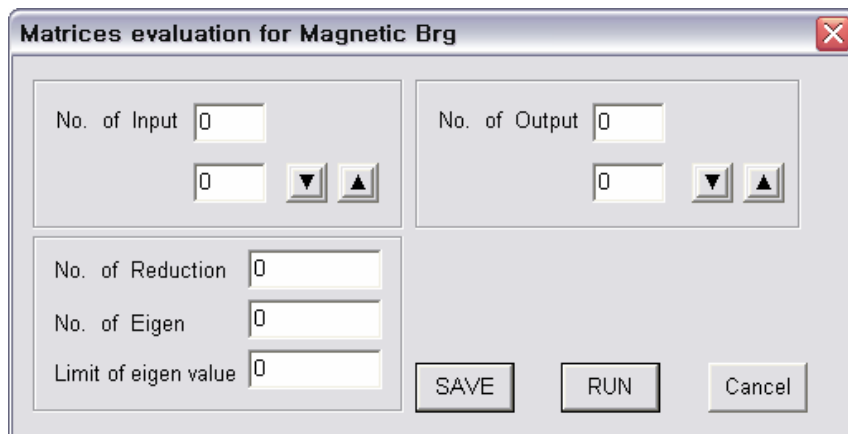 Matrices evaluation for Magnetic Brg
No. of Input 0
0 ▼ ▲
No. of Output 0
0 ▼ ▲
No. of Reduction 0
No. of Eigen 0
Limit of eigen value 0
SAVE RUN Cancel